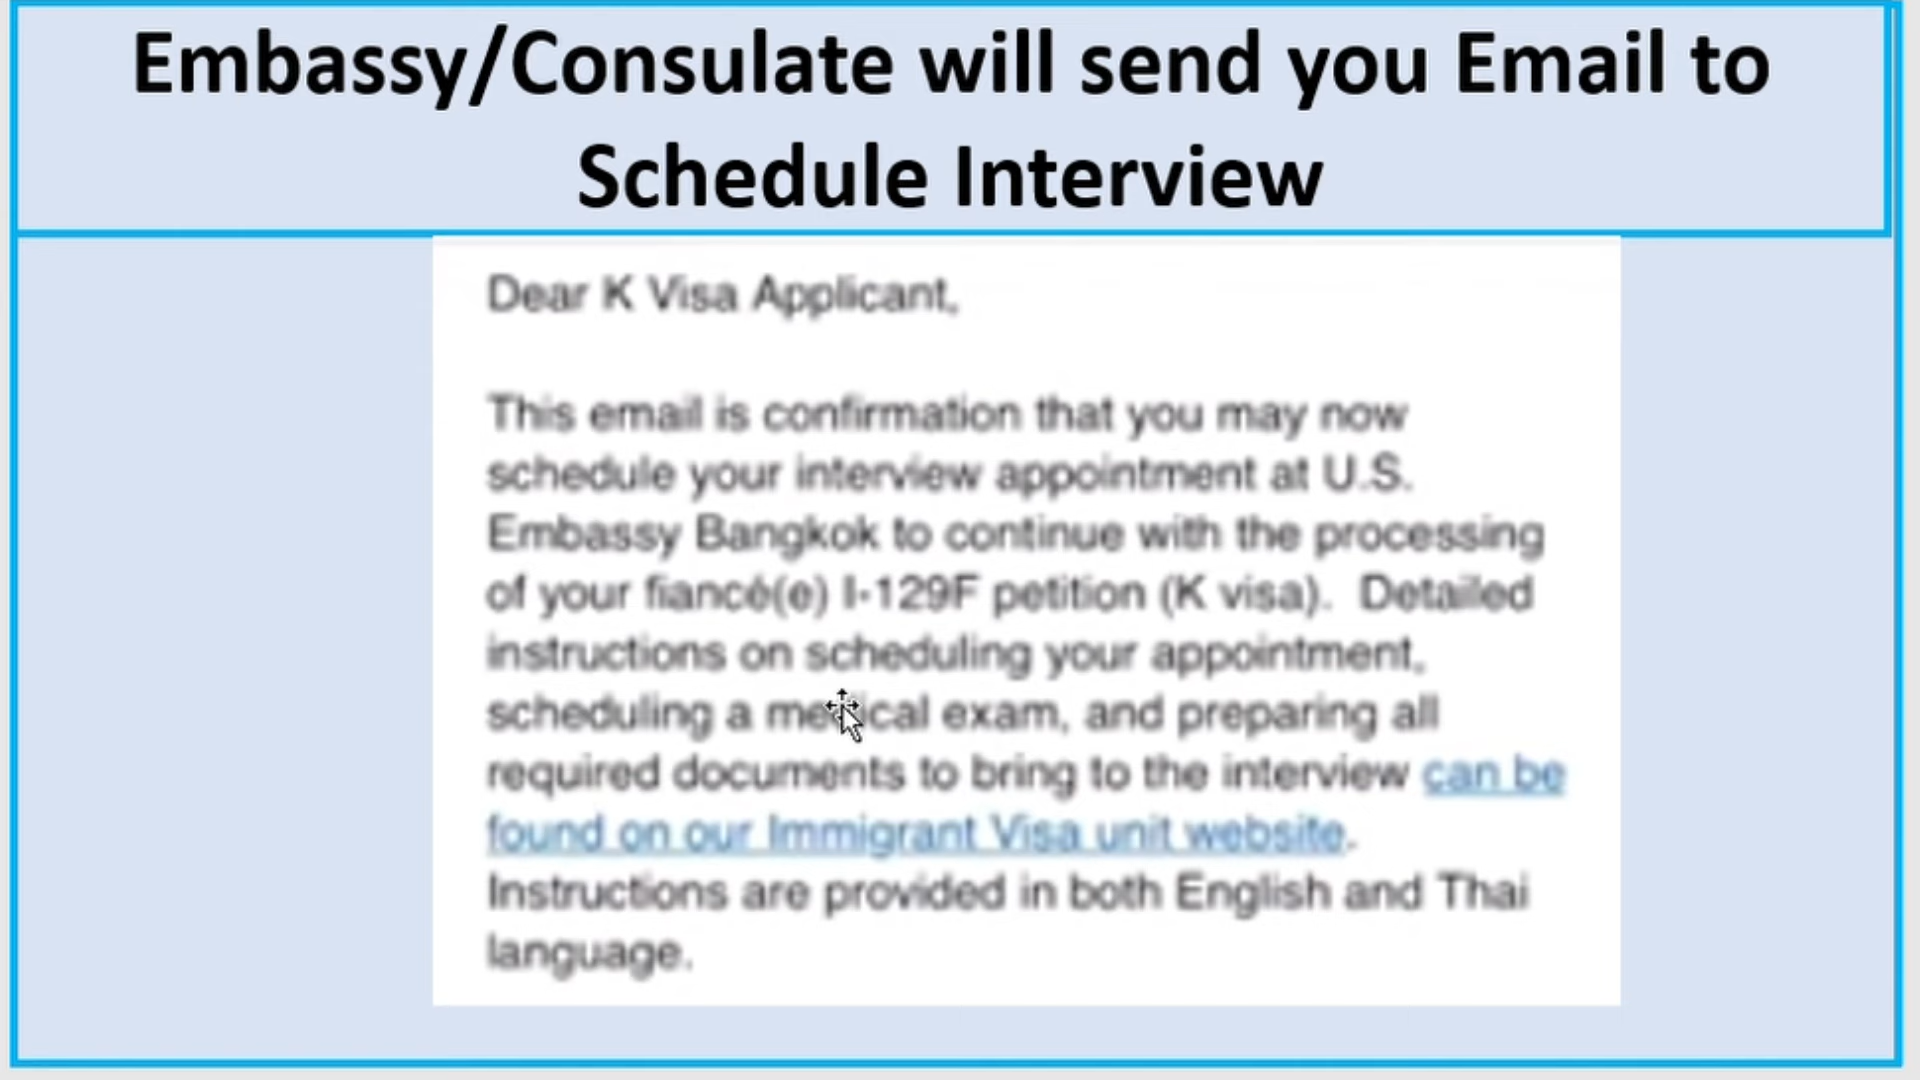 Embassy/Consulate will send you Email to
Schedule Interview
Dear K Visa Applicant,
This email is confirmation that you may now
schedule your interview appointment at U.S.
Embassy Bangkok to continue with the processing
of your fiancé(e) I-129F petition (K visa).  Detailed
instructions on scheduling your appointment,
scheduling a medical exam, and preparing all
required documents to bring to the interview can be
found on our Immigrant Visa unit website.
Instructions are provided in both English and Thai
language.